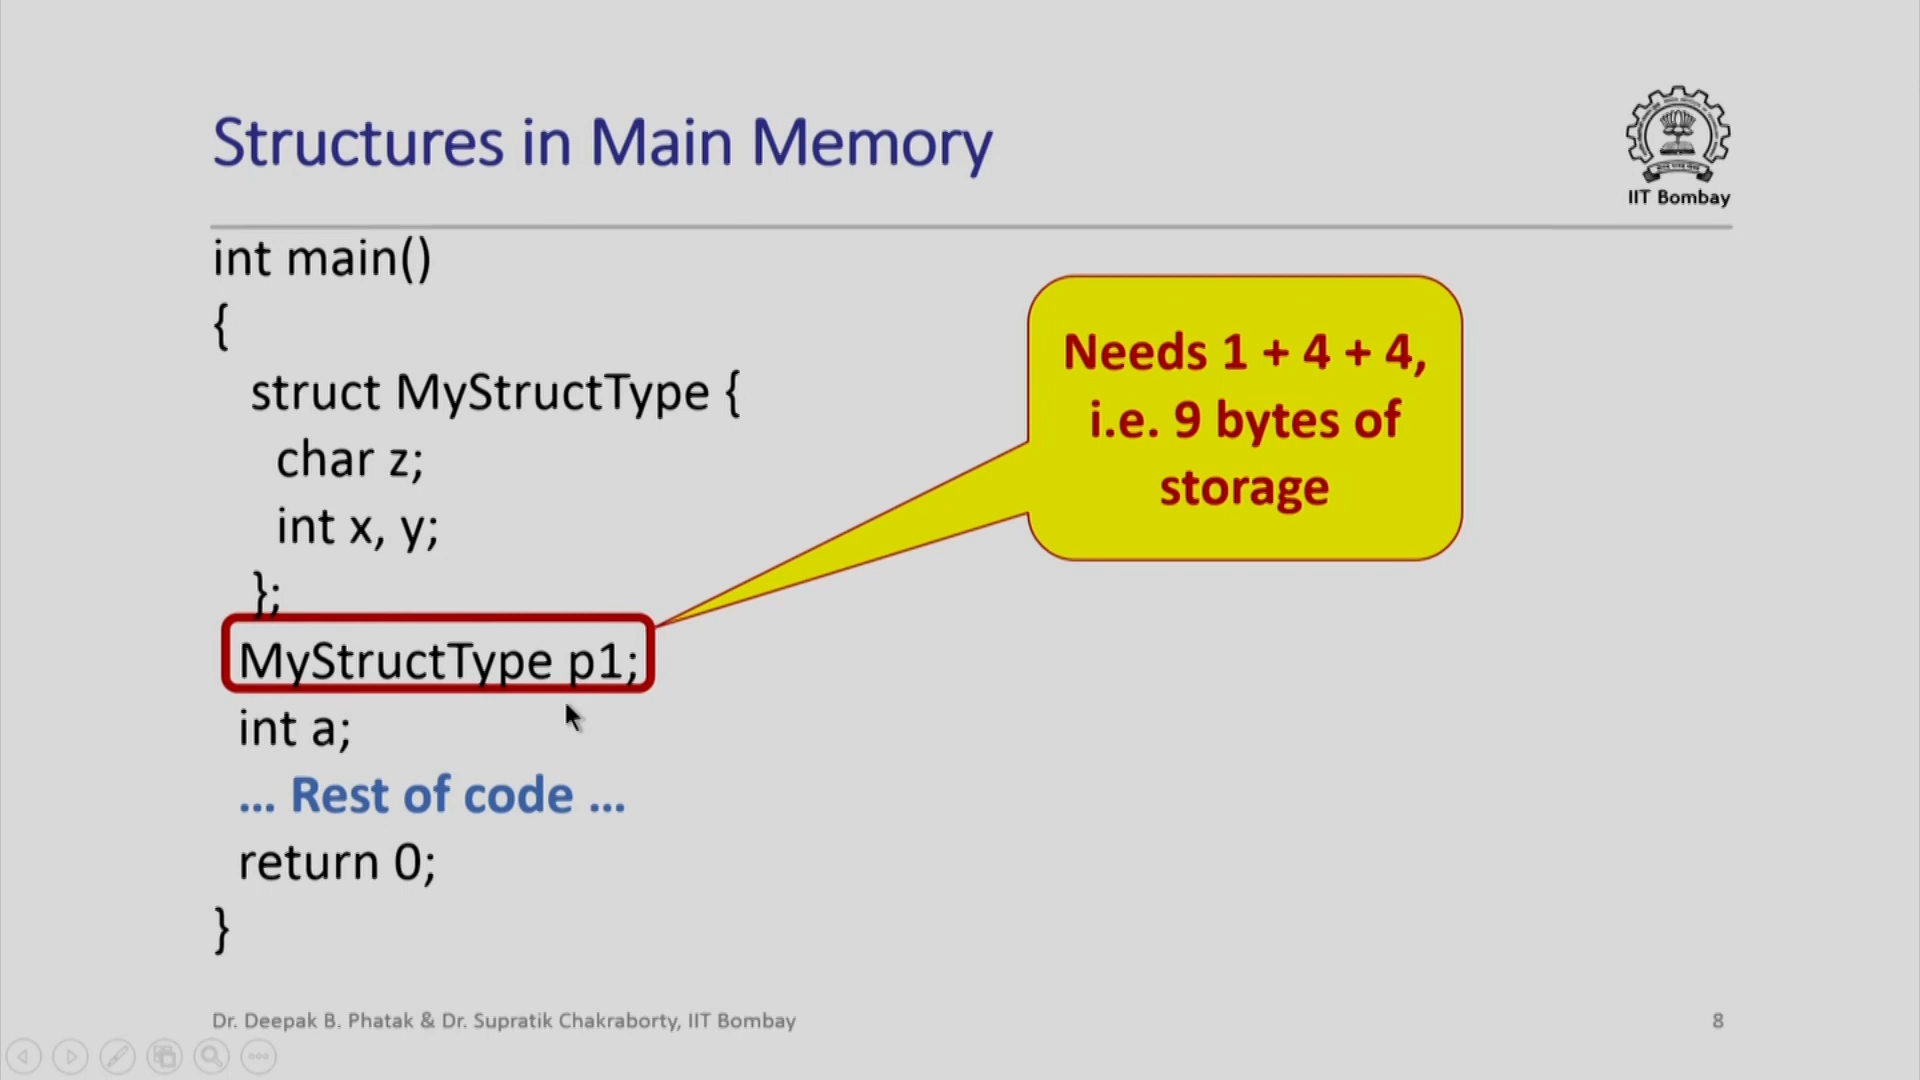 Structures in Main Memory
IIT Bombay
int main()
{
struct MyStructType {
char z;
int x, y;
};
MyStructType p1;
int a;
... Rest of code ...
return 0;
}
Needs 1 + 4 + 4,
i.e. 9 bytes of
storage
Dr. Deepak B. Phatak & Dr. Supratik Chakraborty, IIT Bombay
8